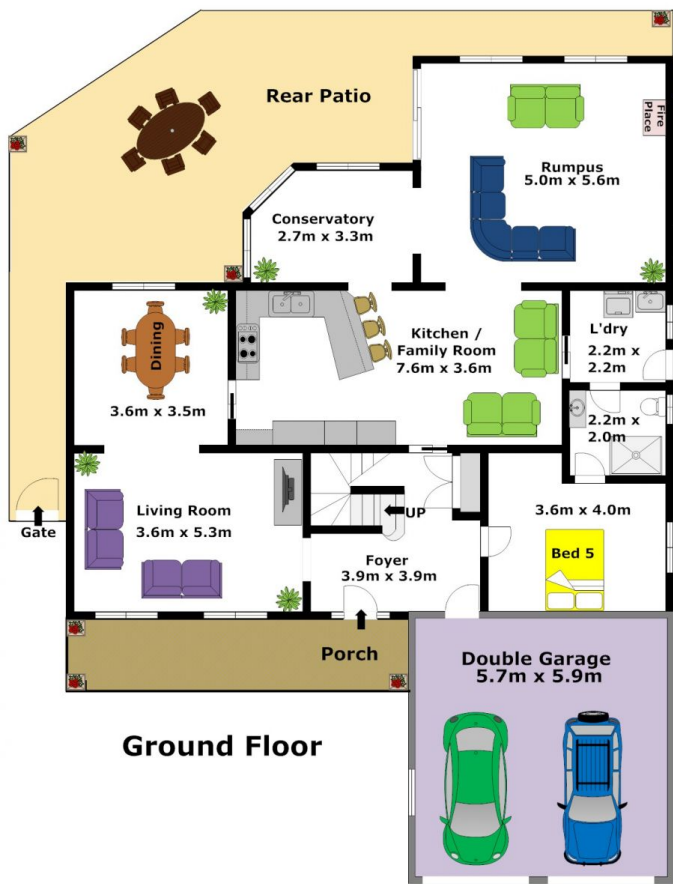 Rear Patio
Fire
Place
Rumpus
5.0m x 5.6m
Conservatory
2.7m x 3.3m
Dining
3.6m x 3.5m
Kitchen /
Family Room
7.6m x 3.6m
L'dry
2.2m x
2.2m
2.2m x
2.0m
Living Room
3.6m x 5.3m
UP
Gate
Foyer
3.9m x 3.9m
3.6m x 4.0m
Bed 5
Porch
Double Garage
5.7m x 5.9m
Ground Floor